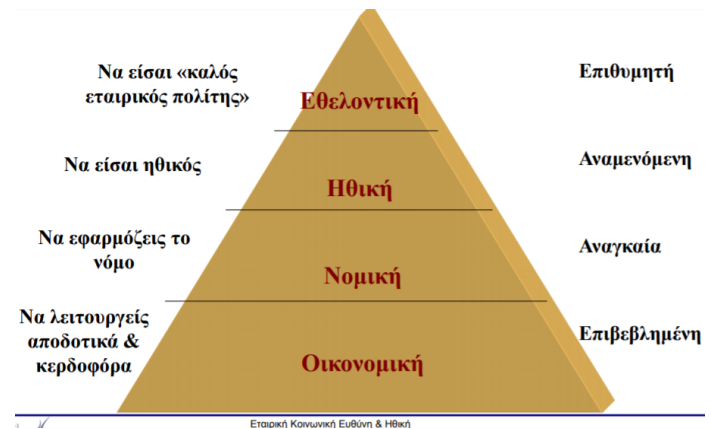 Να είσαι «καλός
εταιρικός πολίτης»
Εθελοντική
Επιθυμητή
Να είσαι ηθικός
Ηθική
Αναμενόμενη
Να εφαρμόζεις το
νόμο
Νομική
Αναγκαία
Να λειτουργείς
αποδοτικά &
κερδοφόρα
Οικονομική
Επιβεβλημένη
Εταιρική Κοινωνική Ευθύνη & Ηθική